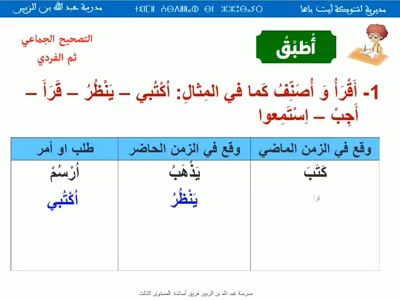 مديرية اشتوكة أيت باها
مدرسة عبد الله بن الزبير
أُطَبِّقُ
التصحيح الجماعي
ثم الفردي
1- أَقْرَأُ وَ أُصَنِّفُ كَما في المِثالِ: اُكْتُبي – يَنْظُرُ – قَرَأَ –
أَجِبْ – اِسْتَمِعوا
وقع في الزمن الماضي وقع في الزمن الحاضر طلب او أمر
كَتَبَ يَذْهَبُ اُرْسُمْ
يَنْظُرُ اُكْتُبي
مدرسة عبد الله بن الزبير فريق أساتذة المستوى الثالث